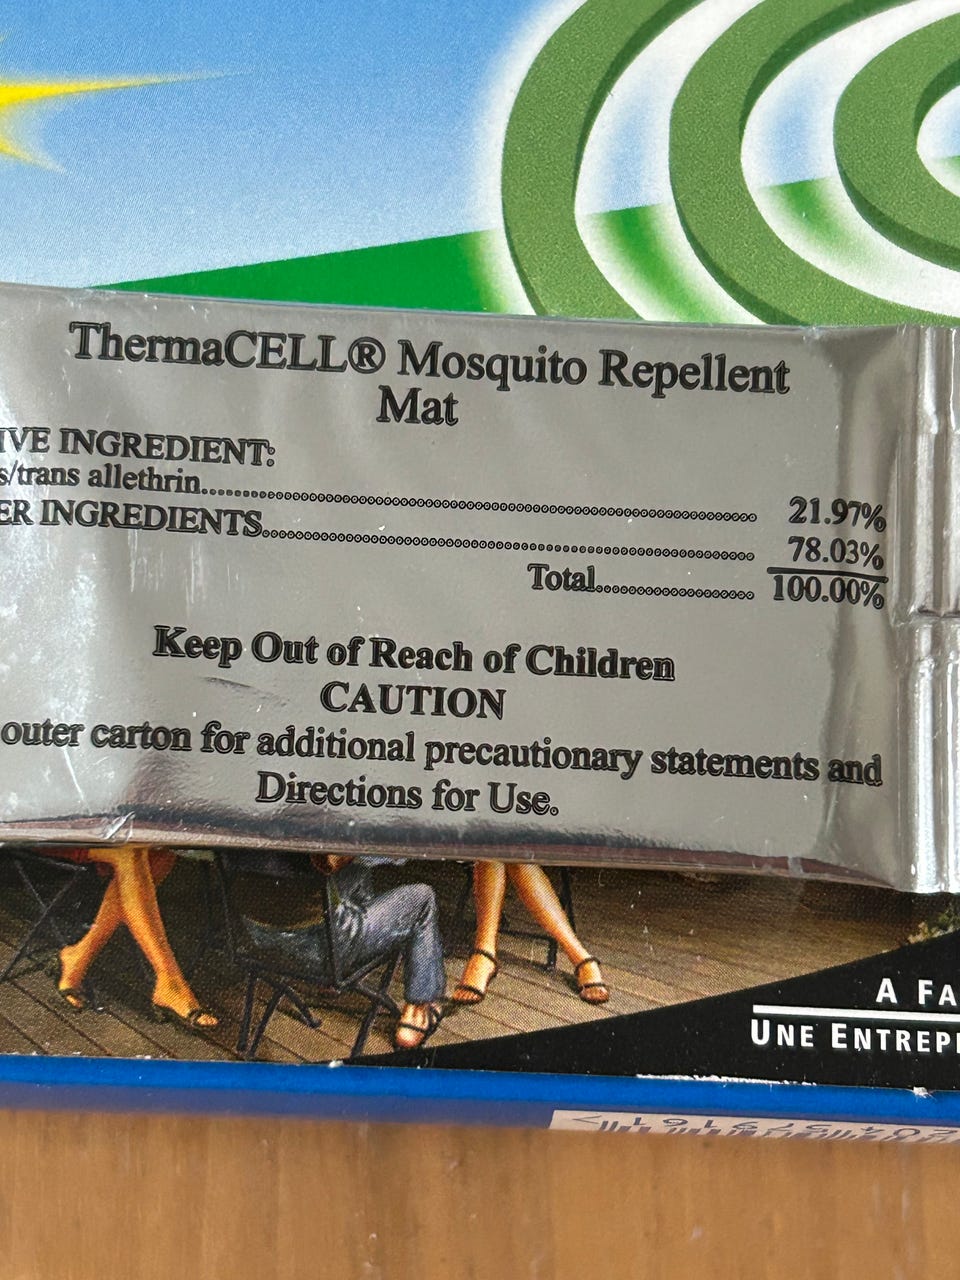 ThermaCELL® Mosquito Repellent
Mat
IVE INGREDIENT:
s/trans allethrin........................ 21.97%
ER INGREDIENTS........................ 78.03%
Total........................ 100.00%
Keep Out of Reach of Children
CAUTION
outer carton for additional precautionary statements and
Directions for Use.
A FA
UNE ENTREP